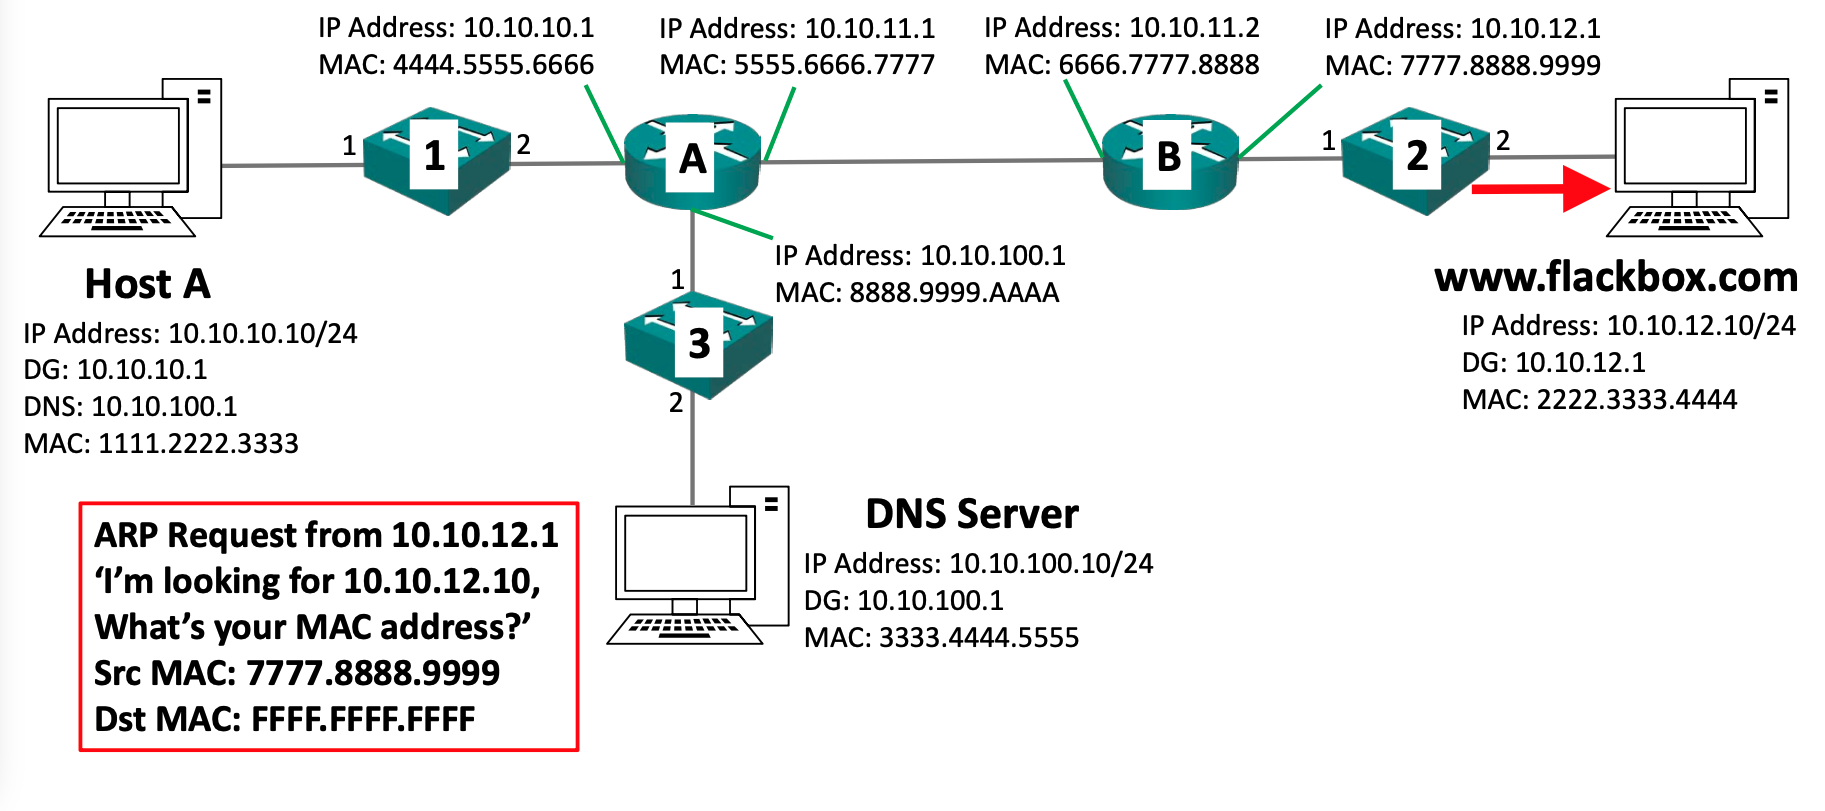 IP Address: 10.10.10.1
MAC: 4444.5555.6666
IP Address: 10.10.11.1
MAC: 5555.6666.7777
IP Address: 10.10.11.2
MAC: 6666.7777.8888
IP Address: 10.10.12.1
MAC: 7777.8888.9999
1
1
2
A
B
1
2
2
Host A
IP Address: 10.10.10.10/24
DG: 10.10.10.1
DNS: 10.10.100.1
MAC: 1111.2222.3333
IP Address: 10.10.100.1
MAC: 8888.9999.AAAA
1
3
2
www.flackbox.com
IP Address: 10.10.12.10/24
DG: 10.10.12.1
MAC: 2222.3333.4444
DNS Server
IP Address: 10.10.100.10/24
DG: 10.10.100.1
MAC: 3333.4444.5555
ARP Request from 10.10.12.1
‘I’m looking for 10.10.12.10,
What’s your MAC address?’
Src MAC: 7777.8888.9999
Dst MAC: FFFF.FFFF.FFFF